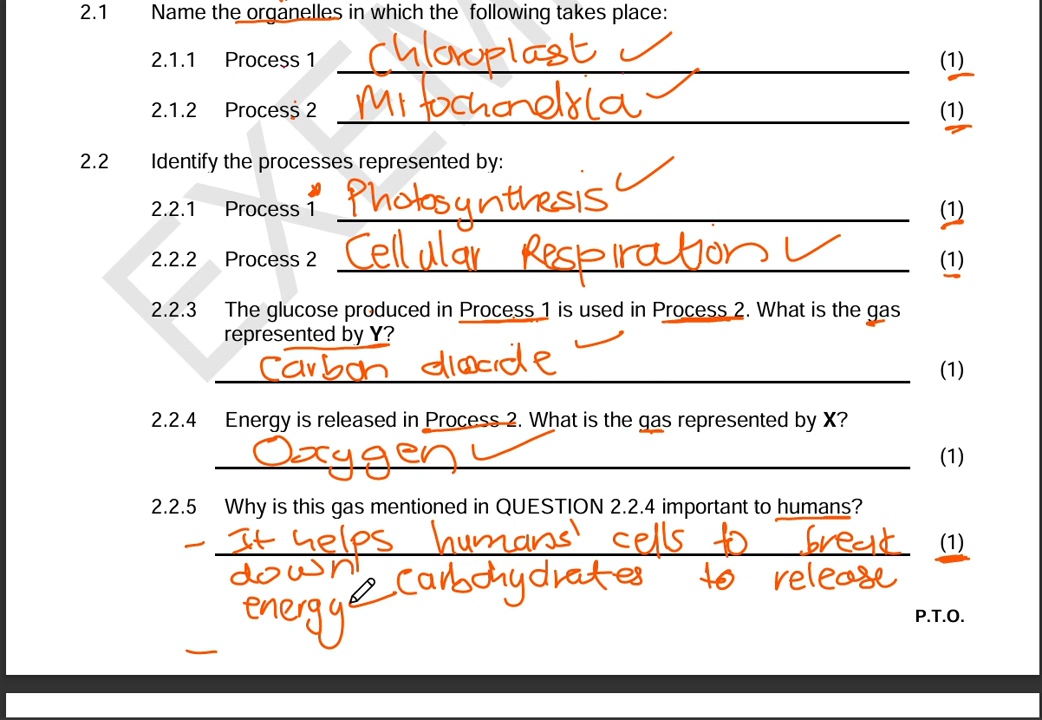 2.1 Name the organelles in which the following takes place:
2.1.1 Process 1 Chloroplast (1)
2.1.2 Process 2 Mitochondria (1)
2.2 Identify the processes represented by:
2.2.1 Process 1 Photosynthesis (1)
2.2.2 Process 2 Cellular Respiration (1)
2.2.3 The glucose produced in Process 1 is used in Process 2. What is the gas
represented by Y?
Carbon dioxide (1)
2.2.4 Energy is released in Process 2. What is the gas represented by X?
Oxygen (1)
2.2.5 Why is this gas mentioned in QUESTION 2.2.4 important to humans?
- It helps humans' cells to break (1)
down carbohydrates to release
energy
P.T.O.
-